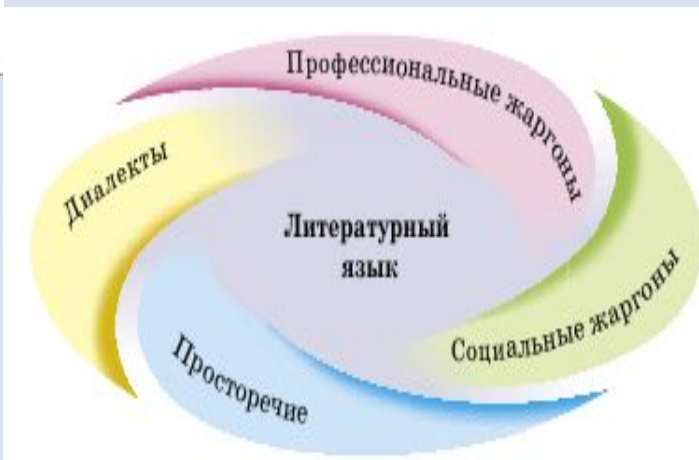 Профессиональные жаргоны
Диалекты
Литературный
язык
Социальные жаргоны
Просторечие